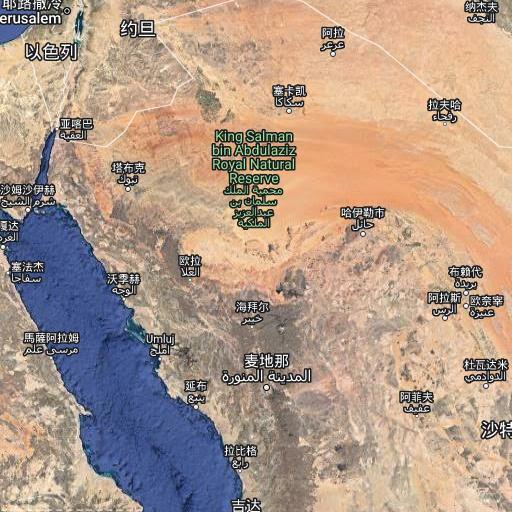 耶路撒冷
Jerusalem
约旦
以色列
纳杰夫
النجف
阿拉
عرعر
塞卡凯
سكاكا
拉夫哈
رفحاء
亚喀巴
العقبة
King Salman
bin Abdulaziz
Royal Natural
Reserve
محمية الملك
سلمان بن
عبدالعزيز
الملكية
塔布克
تبوك
沙姆沙伊赫
شرم الشيخ
哈伊勒市
حائل
塞法杰
سفاجا
欧拉
العلا
沃季赫
الوجه
布赖代
بريدة
阿拉斯
الرس
欧奈宰
عنيزة
海拜尔
خيبر
馬薩阿拉姆
مرسى علم
Umluj
أملج
麦地那
المدينة المنورة
杜瓦达米
الدوادمي
延布
ينبع
阿菲夫
عفيف
沙特
拉比格
رابغ
吉达